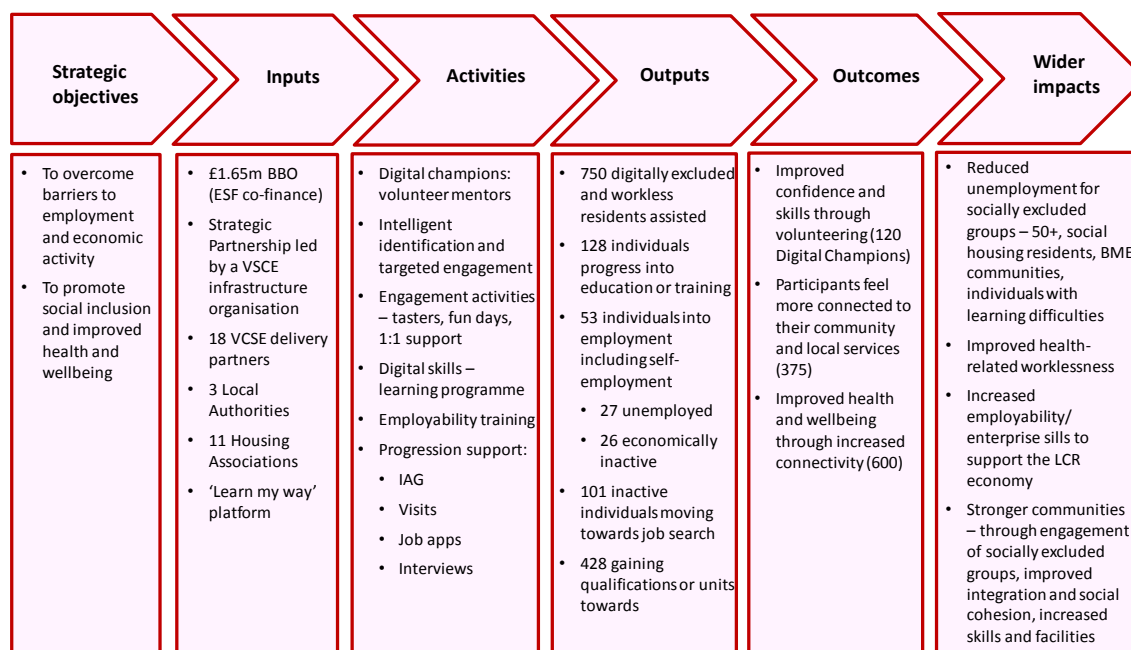 Strategic
objectives
Inputs
Activities
Outputs
Outcomes
Wider
impacts
• To overcome
barriers to
employment
and economic
activity
• To promote
social inclusion
and improved
health and
wellbeing
• £1.65m BBO
(ESF co-finance)
• Strategic
Partnership led
by a VSCE
infrastructure
organisation
• 18 VCSE delivery
partners
• 3 Local
Authorities
• 11 Housing
Associations
• ‘Learn my way’
platform
• Digital champions:
volunteer mentors
• Intelligent
identification and
targeted engagement
• Engagement activities
– tasters, fun days,
1:1 support
• Digital skills –
learning programme
• Employability training
• Progression support:
• IAG
• Visits
• Job apps
• Interviews
• 750 digitally excluded
and workless
residents assisted
• 128 individuals
progress into
education or training
• 53 individuals into
employment
including self-
employment
• 27 unemployed
• 26 economically
inactive
• 101 inactive
individuals moving
towards job search
• 428 gaining
qualifications or units
towards
• Improved
confidence and
skills through
volunteering (120
Digital Champions)
• Participants feel
more connected to
their community
and local services
(375)
• Improved health
and wellbeing
through increased
connectivity (600)
• Reduced
unemployment for
socially excluded
groups – 50+, social
housing residents, BME
communities,
individuals with
learning difficulties
• Improved health-
related worklessness
• Increased
employability/
enterprise sills to
support the LCR
economy
• Stronger communities
– through engagement
of socially excluded
groups, improved
integration and social
cohesion, increased
skills and facilities